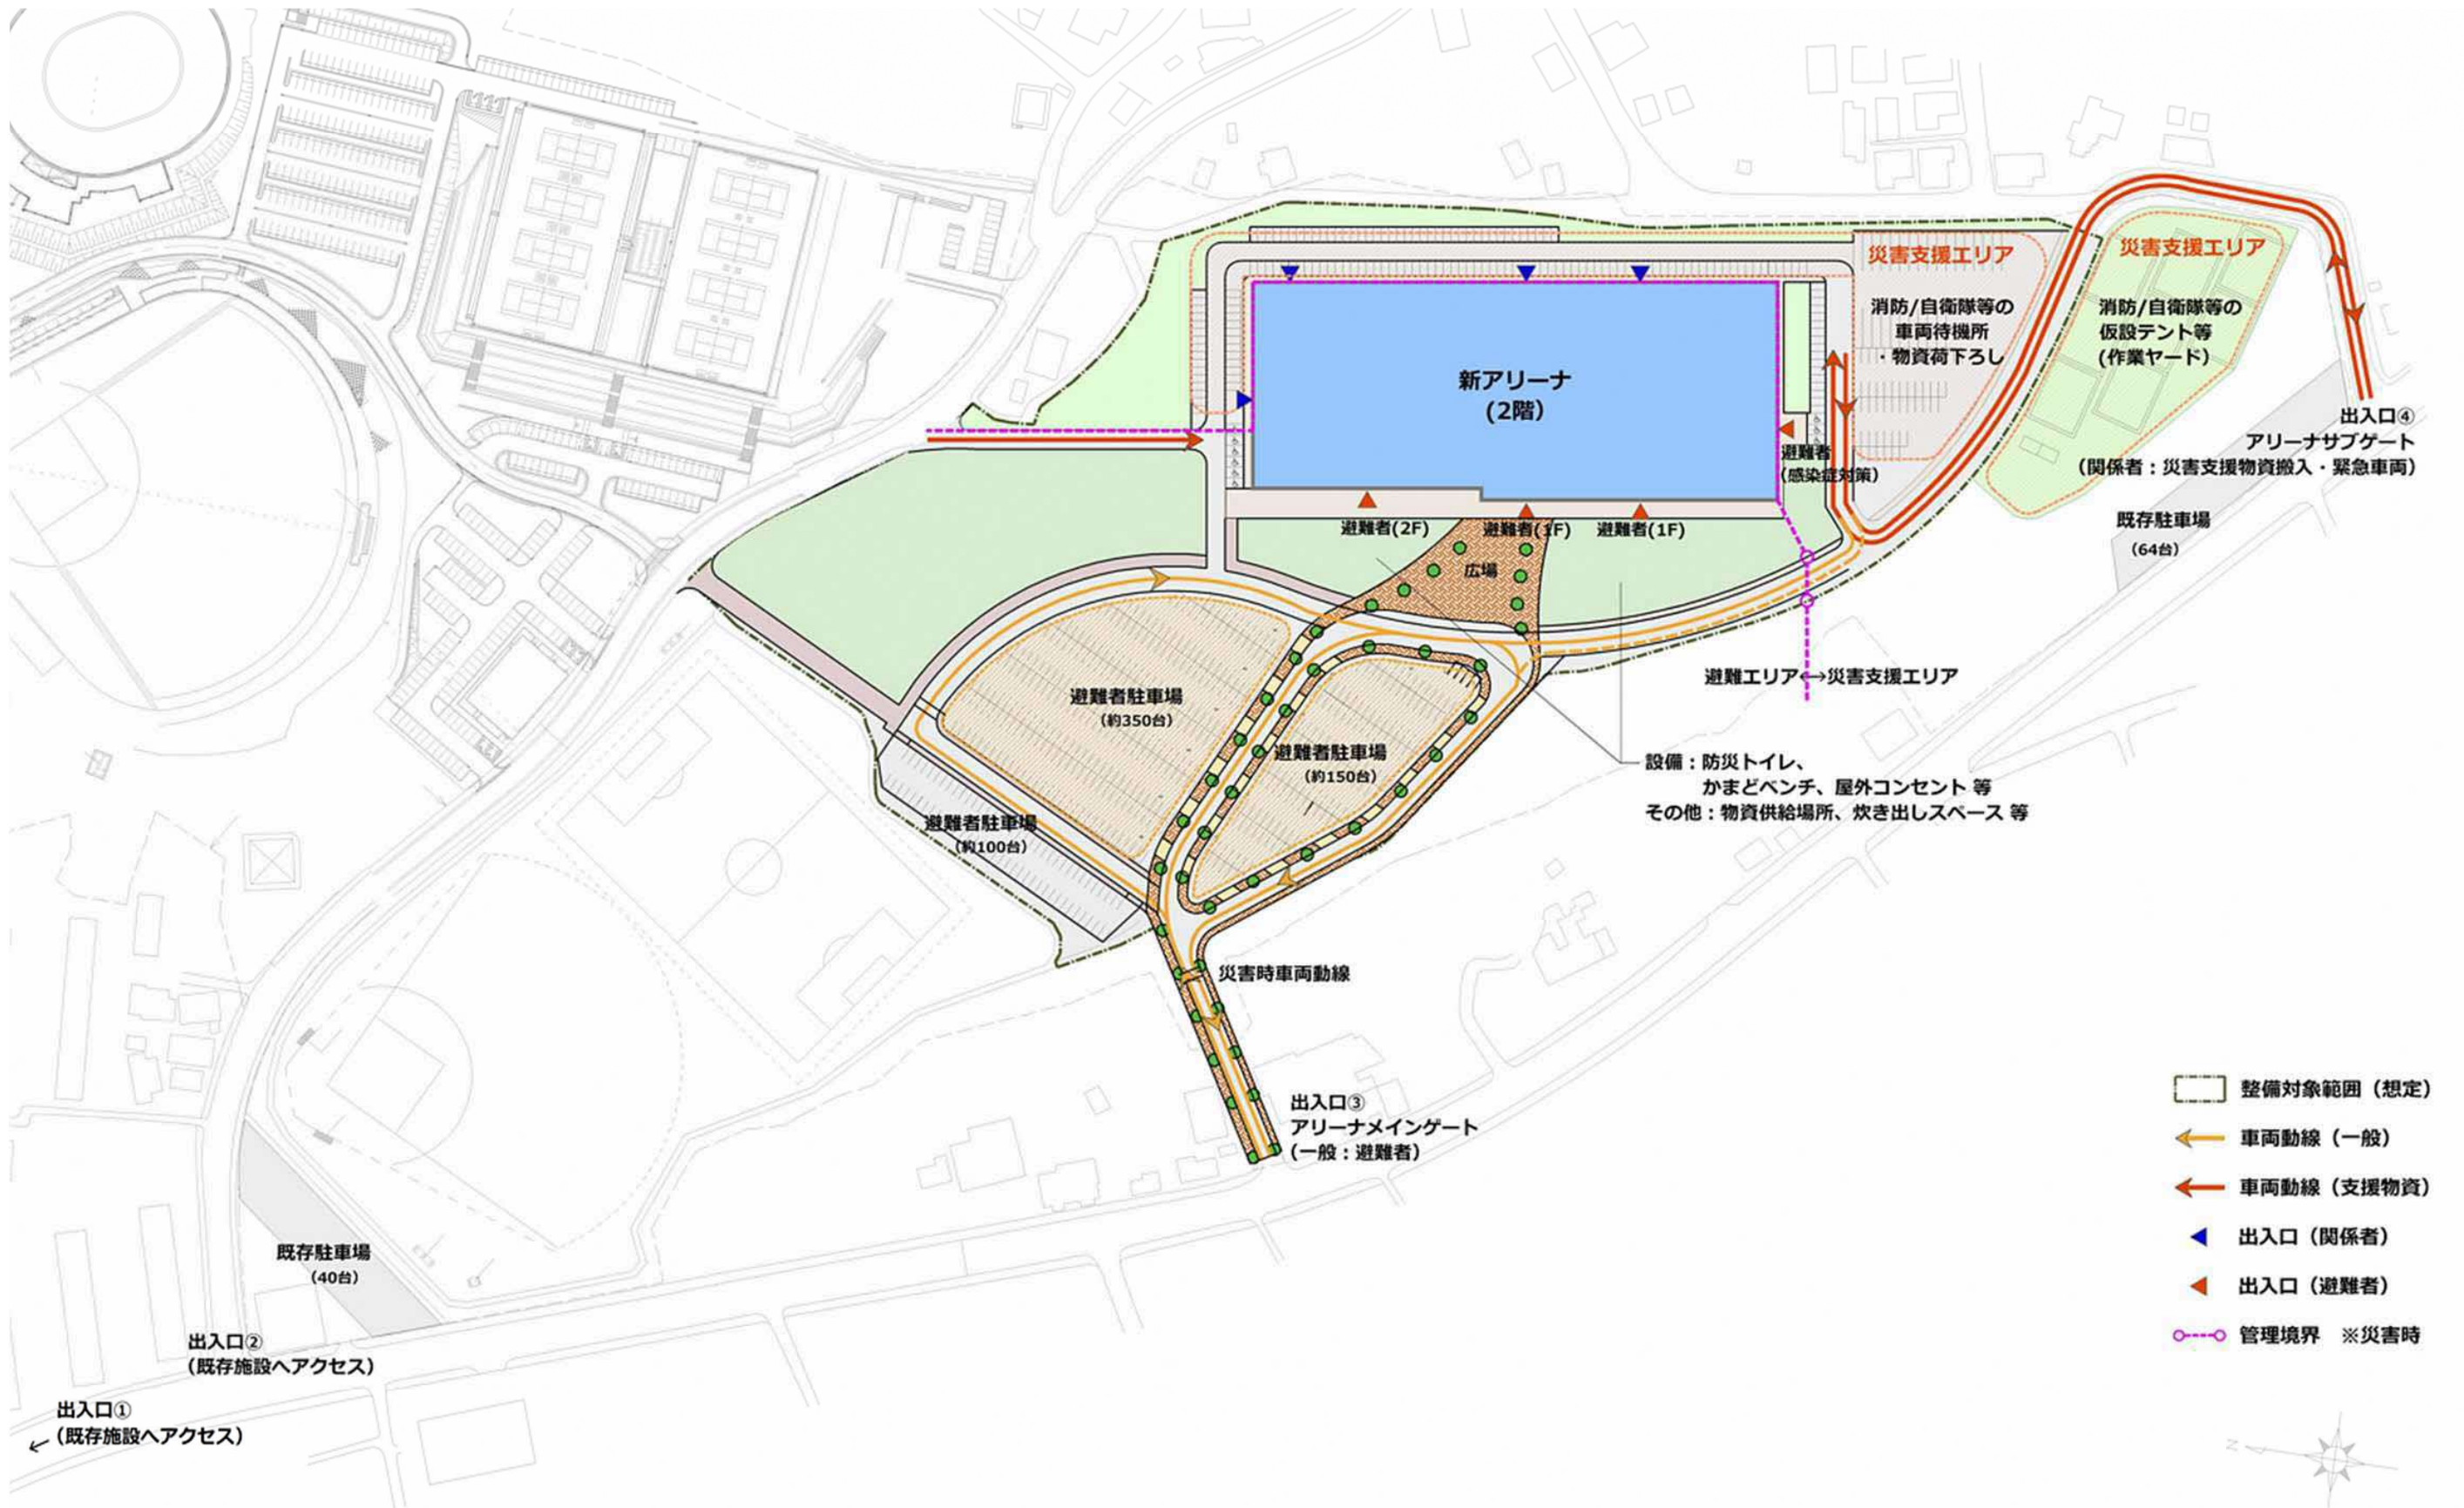 災害支援エリア
災害支援エリア
消防/自衛隊等の
車両待機所
・物資荷下ろし
消防/自衛隊等の
仮設テント等
(作業ヤード)
新アリーナ
(2階)
出入口④
アリーナサブゲート
(関係者：災害支援物資搬入・緊急車両)
避難者
(感染症対策)
既存駐車場
(64台)
避難者(2F)
避難者(1F)
避難者(1F)
広場
避難エリア↔災害支援エリア
避難者駐車場
(約350台)
避難者駐車場
(約150台)
設備：防災トイレ、
かまどベンチ、屋外コンセント 等
その他：物資供給場所、炊き出しスペース 等
避難者駐車場
(約100台)
災害時車両動線
出入口③
アリーナメインゲート
(一般：避難者)
既存駐車場
(40台)
出入口②
(既存施設へアクセス)
出入口①
←(既存施設へアクセス)
整備対象範囲（想定）
車両動線（一般）
車両動線（支援物資）
出入口（関係者）
出入口（避難者）
管理境界　※災害時
N